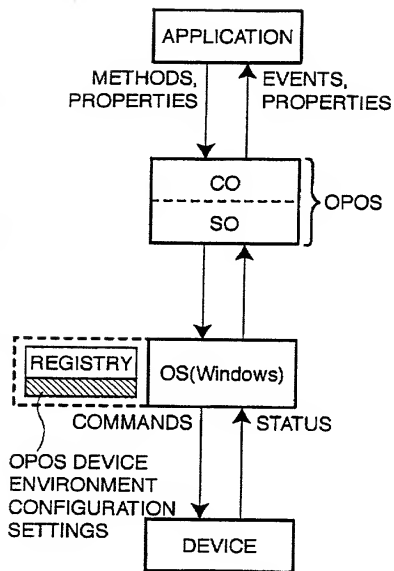 APPLICATION
METHODS,
PROPERTIES
EVENTS,
PROPERTIES
CO
SO
OPOS
REGISTRY
OS(Windows)
COMMANDS
STATUS
OPOS DEVICE
ENVIRONMENT
CONFIGURATION
SETTINGS
DEVICE